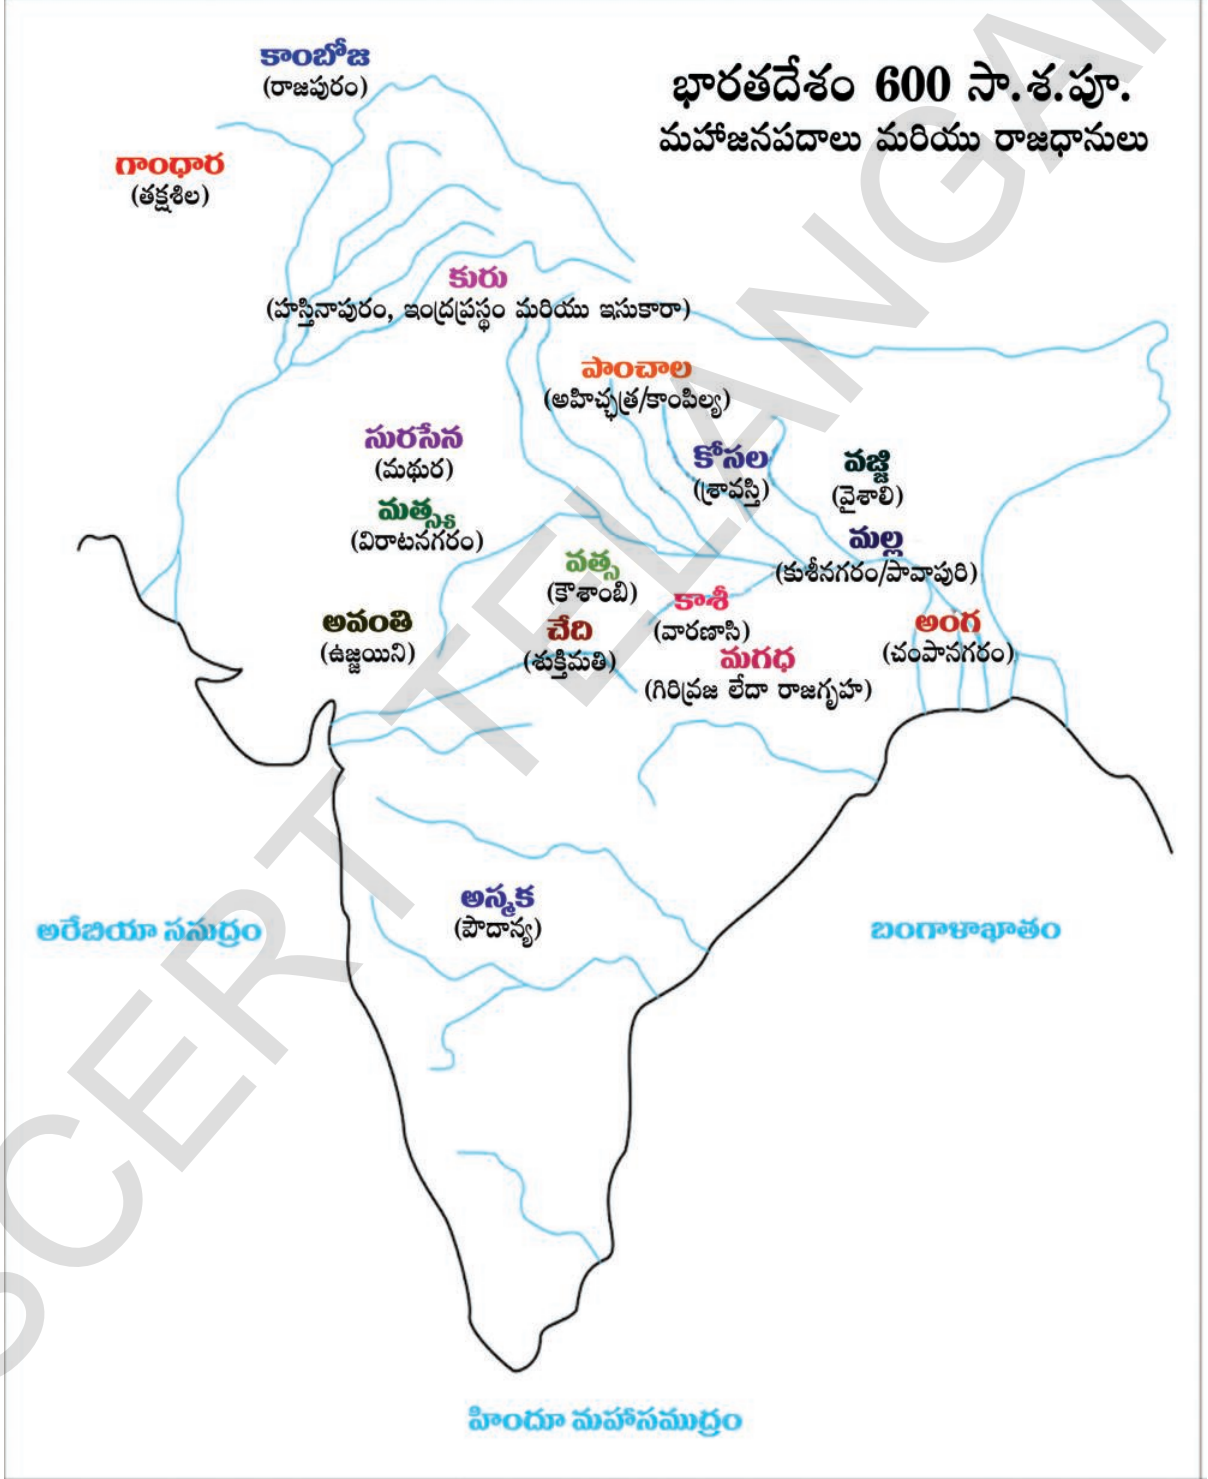 భారతదేశం 600 సా.శ.పూ.
మహాజనపదాలు మరియు రాజధానులు
కాంబోజ
(రాజపురం)
గాంధార
(తక్షశిల)
కురు
(హస్తినాపురం, ఇంద్రప్రస్థం మరియు ఇసుకారా)
పాంచాల
(అహిచ్ఛత్ర/కాంపిల్య)
సురసేన
(మథుర)
కోసల
(శ్రావస్తి)
వజ్జి
(వైశాలి)
మత్స్య
(విరాటనగరం)
మల్ల
(కుశీనగరం/పావాపురి)
వత్స
(కౌశాంబి)
కాశీ
(వారణాసి)
అవంతి
(ఉజ్జయిని)
చేది
(శుక్తిమతి)
అంగ
(చంపానగరం)
మగధ
(గిరివ్రజ లేదా రాజగృహ)
అస్మక
(పౌదాన్య)
అరేబియా సముద్రం
బంగాళాఖాతం
హిందూ మహాసముద్రం
SCERT TELANGANA